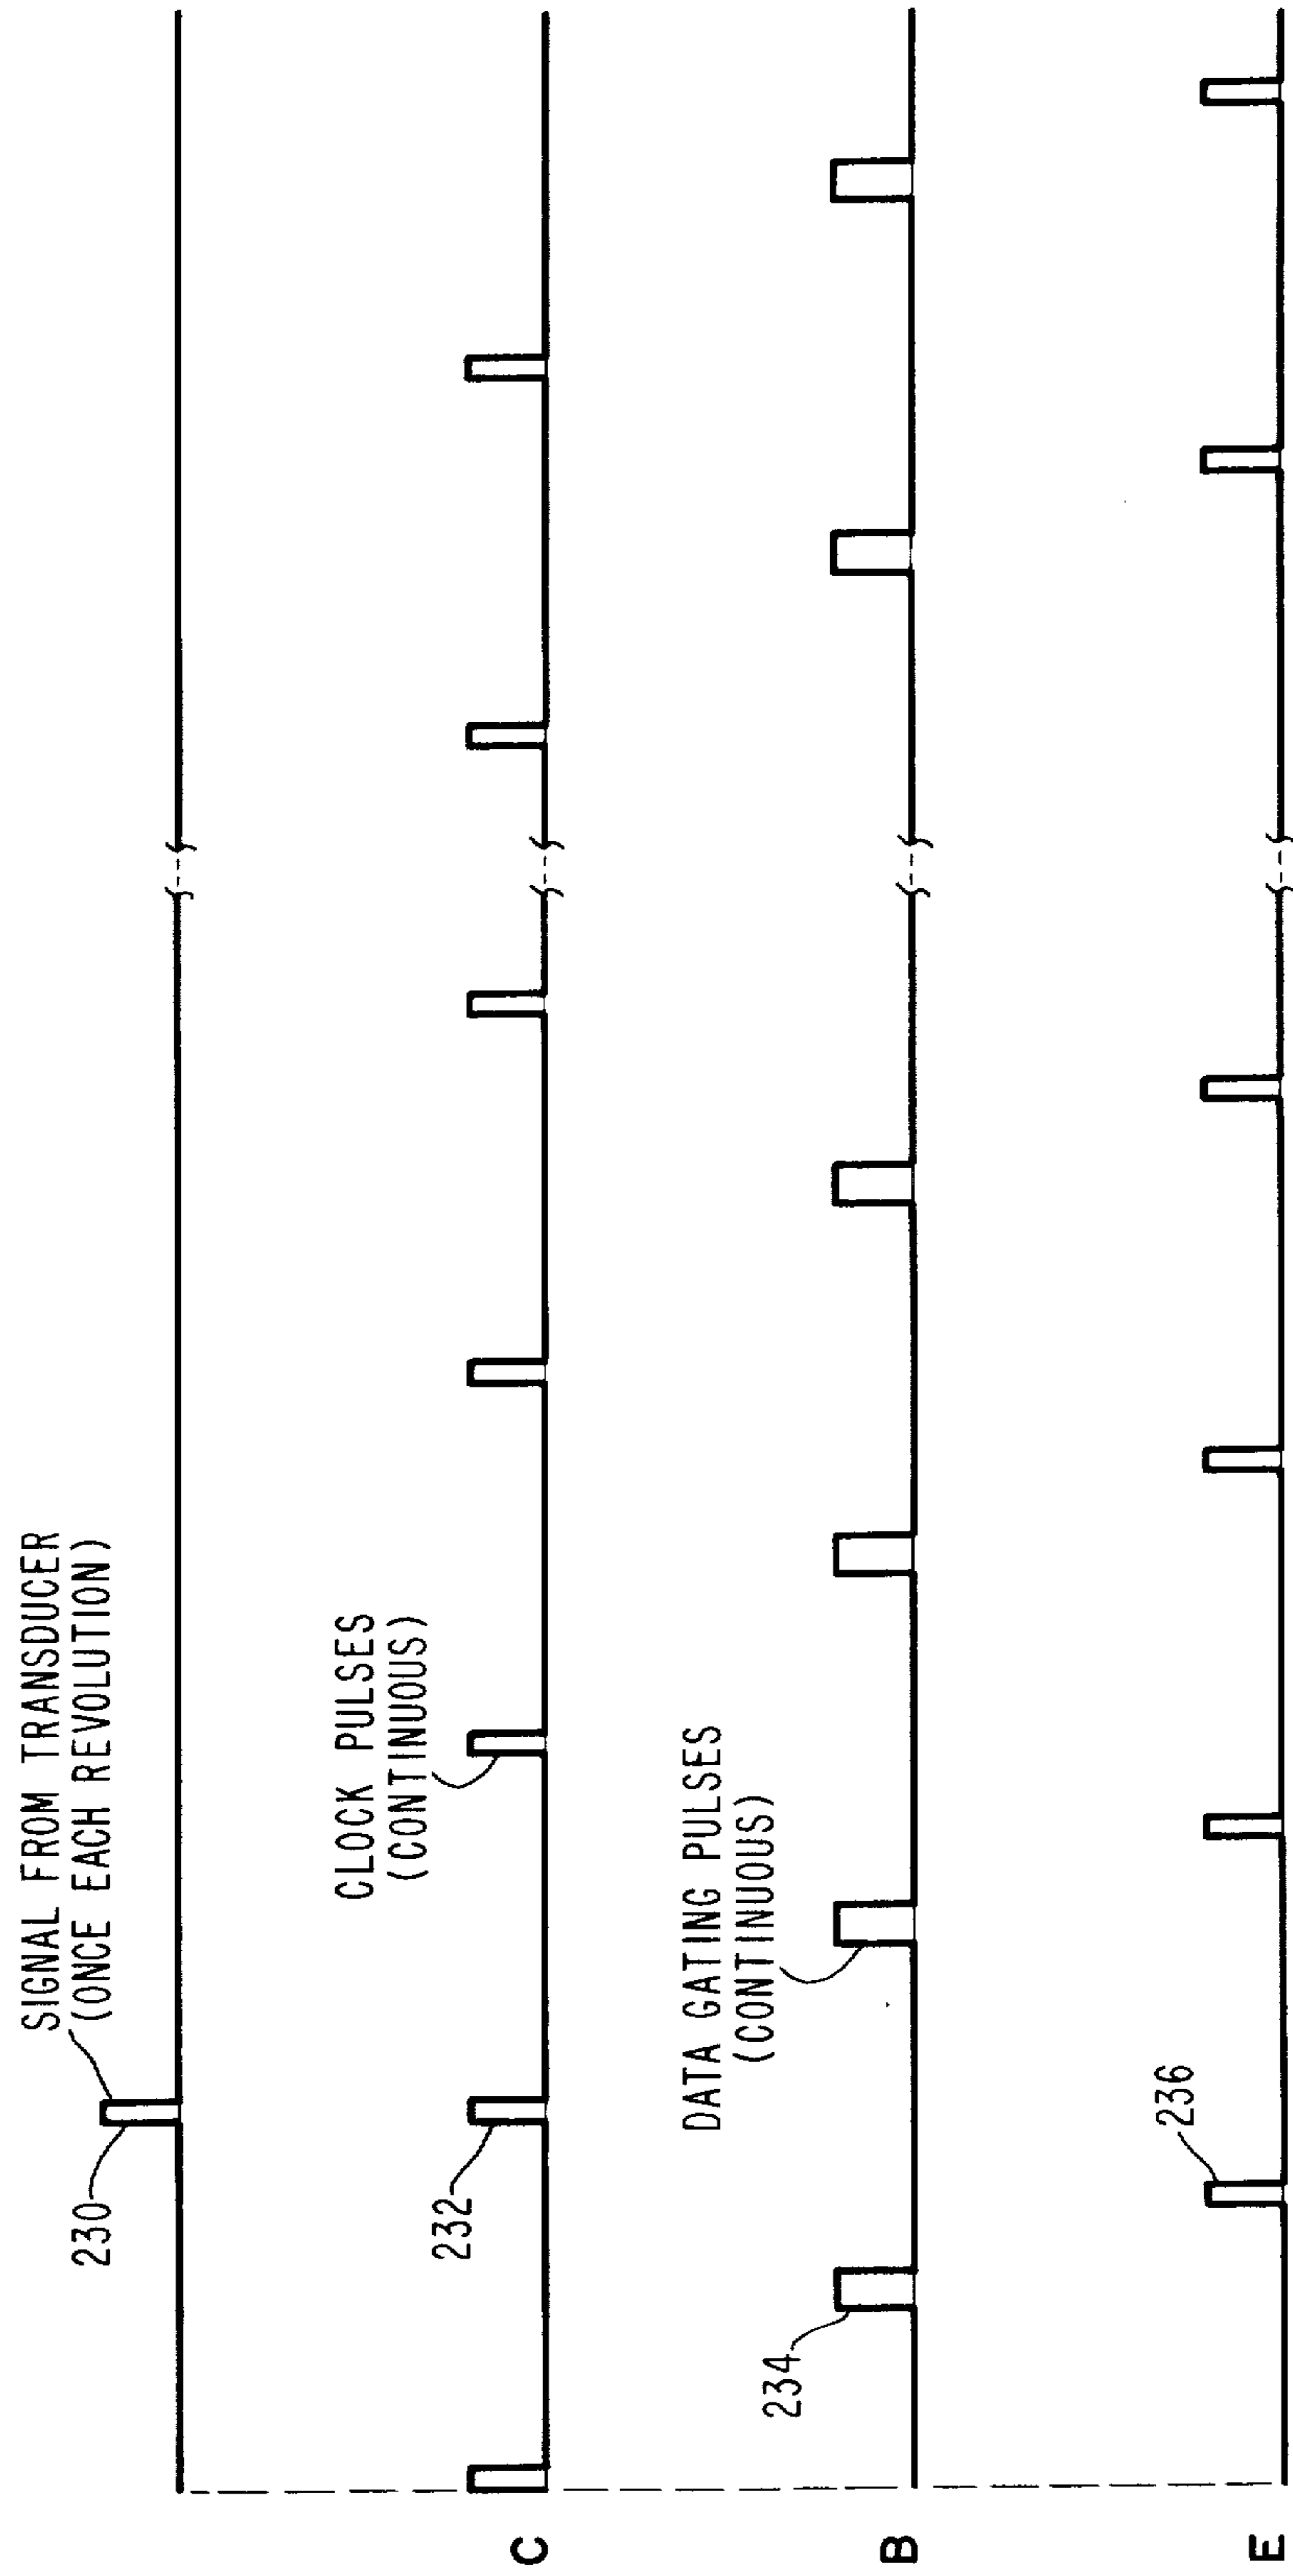 SIGNAL FROM TRANSDUCER
(ONCE EACH REVOLUTION)
230
CLOCK PULSES
(CONTINUOUS)
232
C
DATA GATING PULSES
(CONTINUOUS)
234
B
236
E